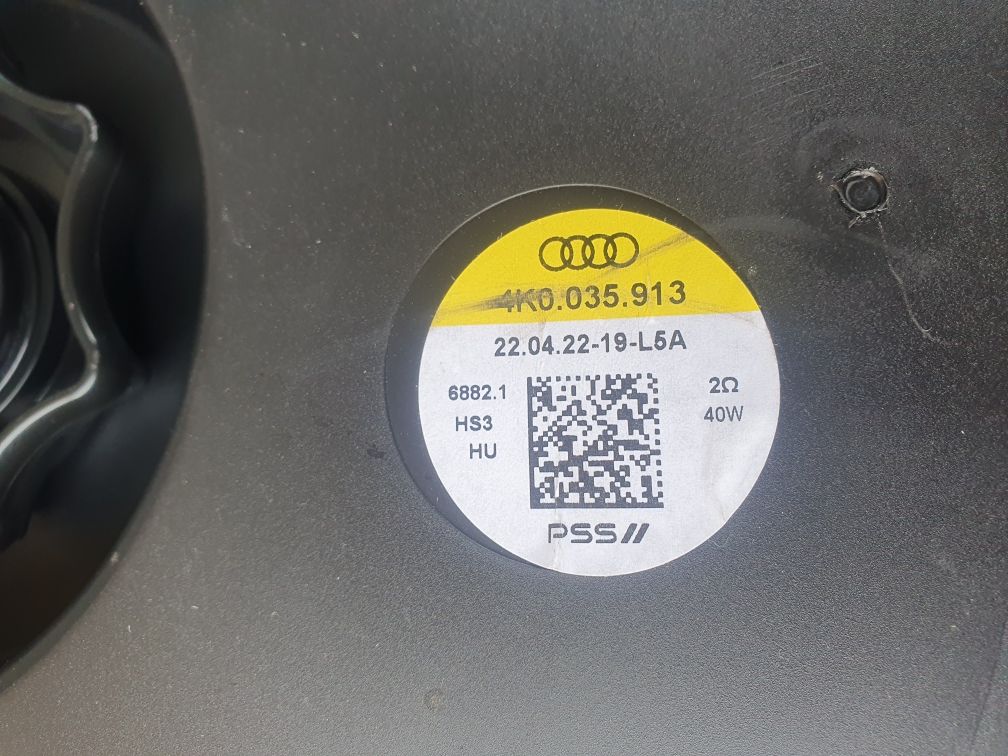 4K0.035.913
22.04.22-19-L5A
6882.1
HS3
HU
2Ω
40W
PSS//